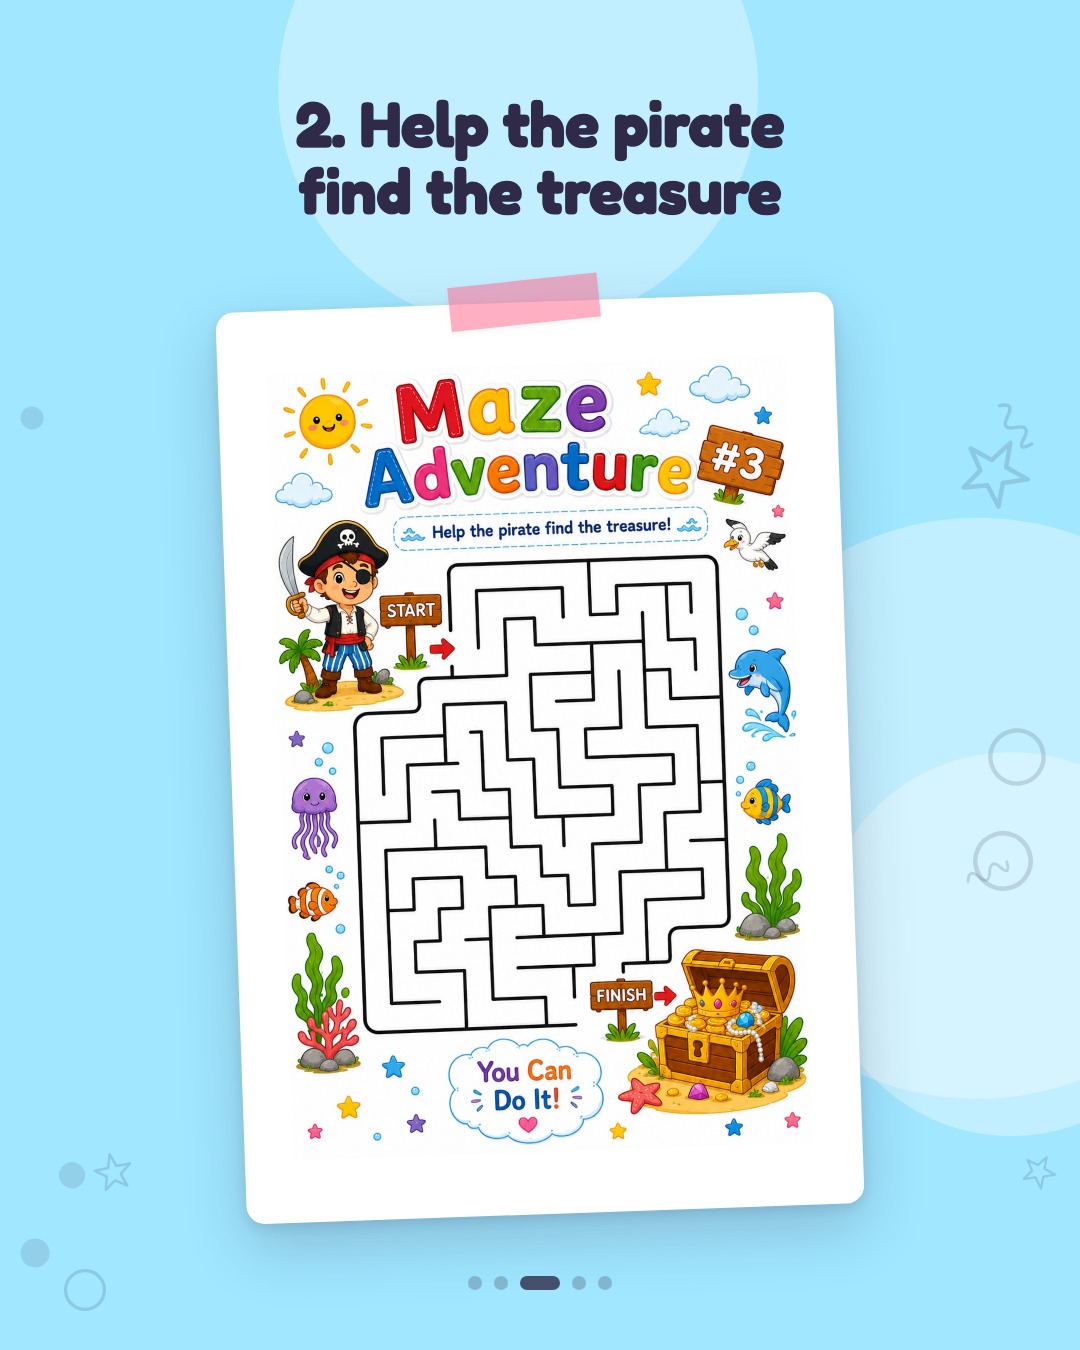 2. Help the pirate
find the treasure
Maze
Adventure
#3
Help the pirate find the treasure!
START
FINISH
You Can
Do It!